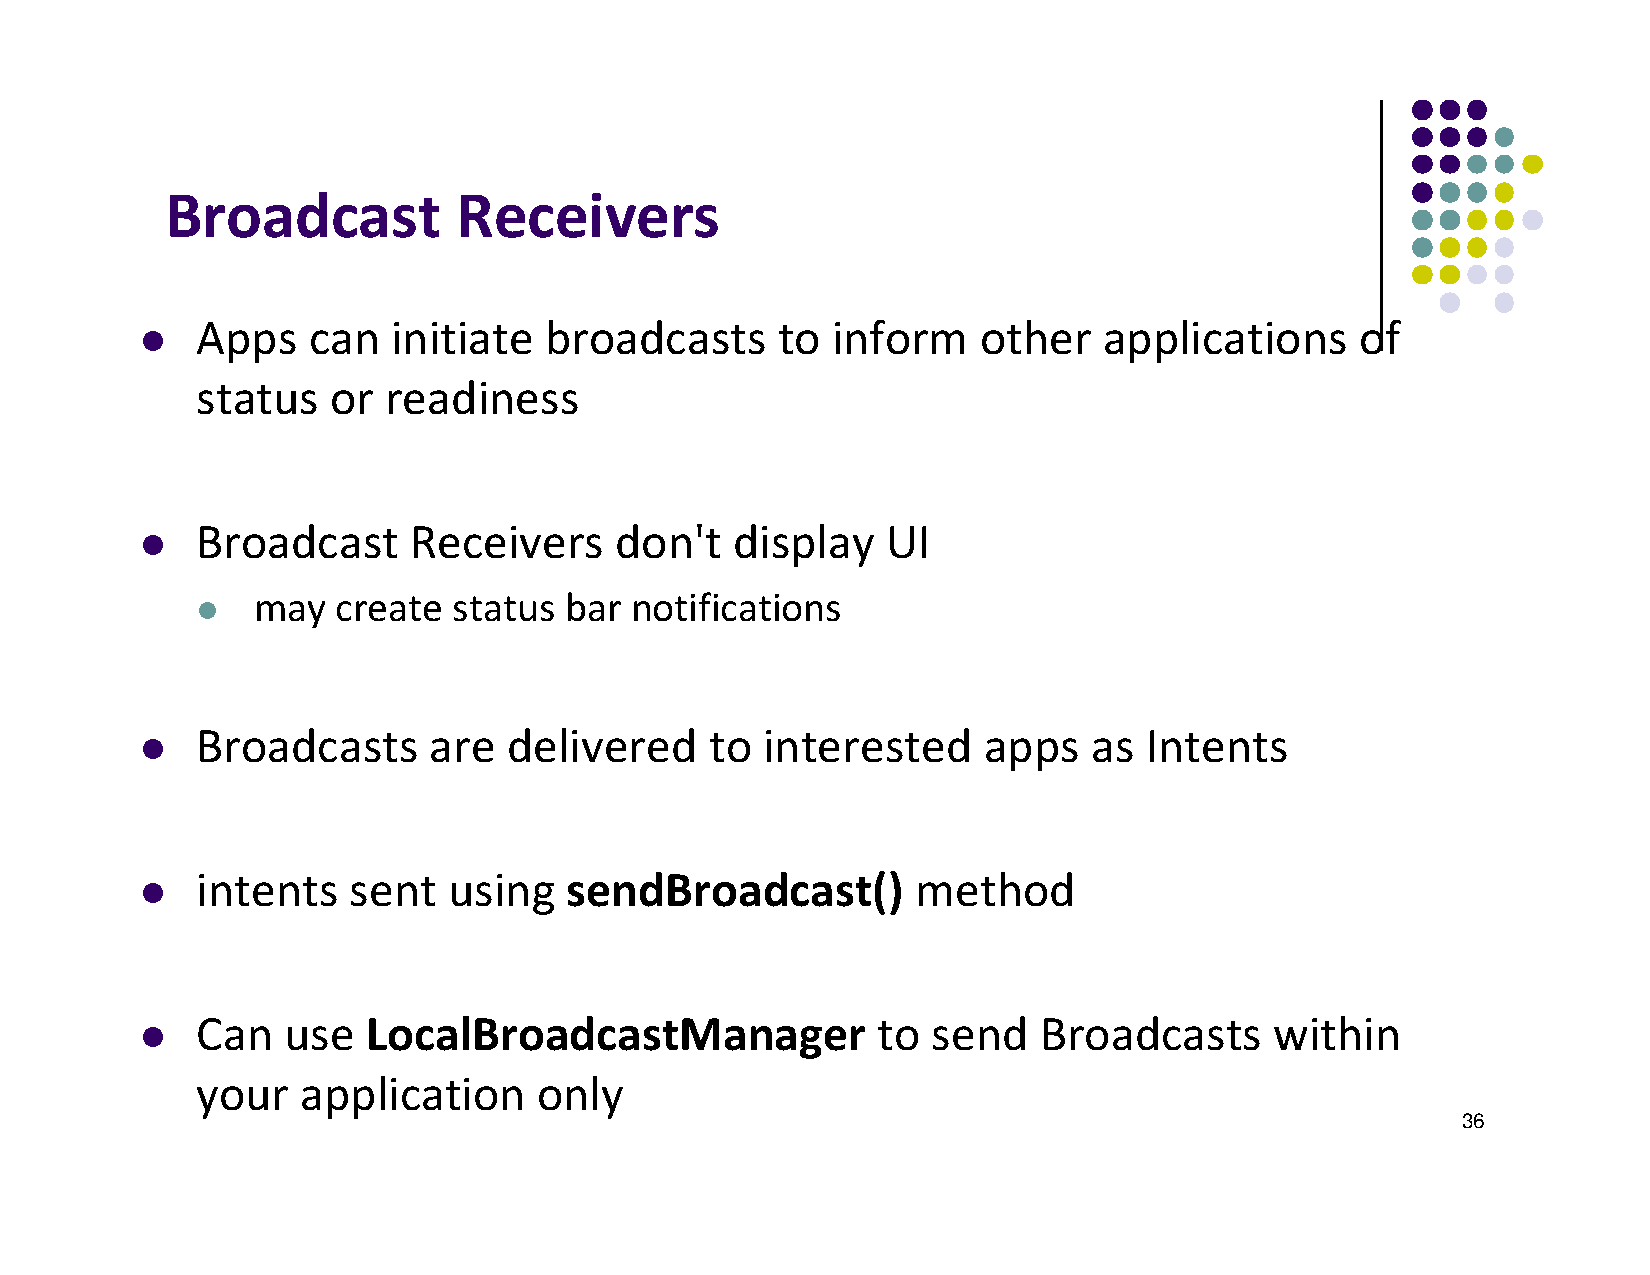 Broadcast Receivers
Apps can initiate broadcasts to inform other applications of
status or readiness
Broadcast Receivers don't display UI
may create status bar notifications
Broadcasts are delivered to interested apps as Intents
intents sent using sendBroadcast() method
Can use LocalBroadcastManager to send Broadcasts within
your application only
36